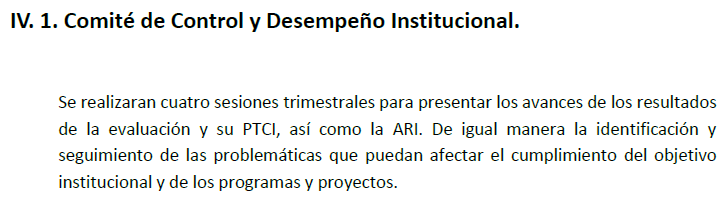 IV. 1. Comité de Control y Desempeño Institucional.
Se realizaran cuatro sesiones trimestrales para presentar los avances de los resultados
de la evaluación y su PTCI, así como la ARI. De igual manera la identificación y
seguimiento de las problemáticas que puedan afectar el cumplimiento del objetivo
institucional y de los programas y proyectos.